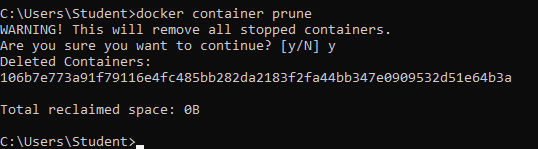 C:\Users\Student>docker container prune
WARNING! This will remove all stopped containers.
Are you sure you want to continue? [y/N] y
Deleted Containers:
106b7e773a91f79116e4fc485bb282da2183f2fa44bb347e0909532d51e64b3a
Total reclaimed space: 0B
C:\Users\Student>